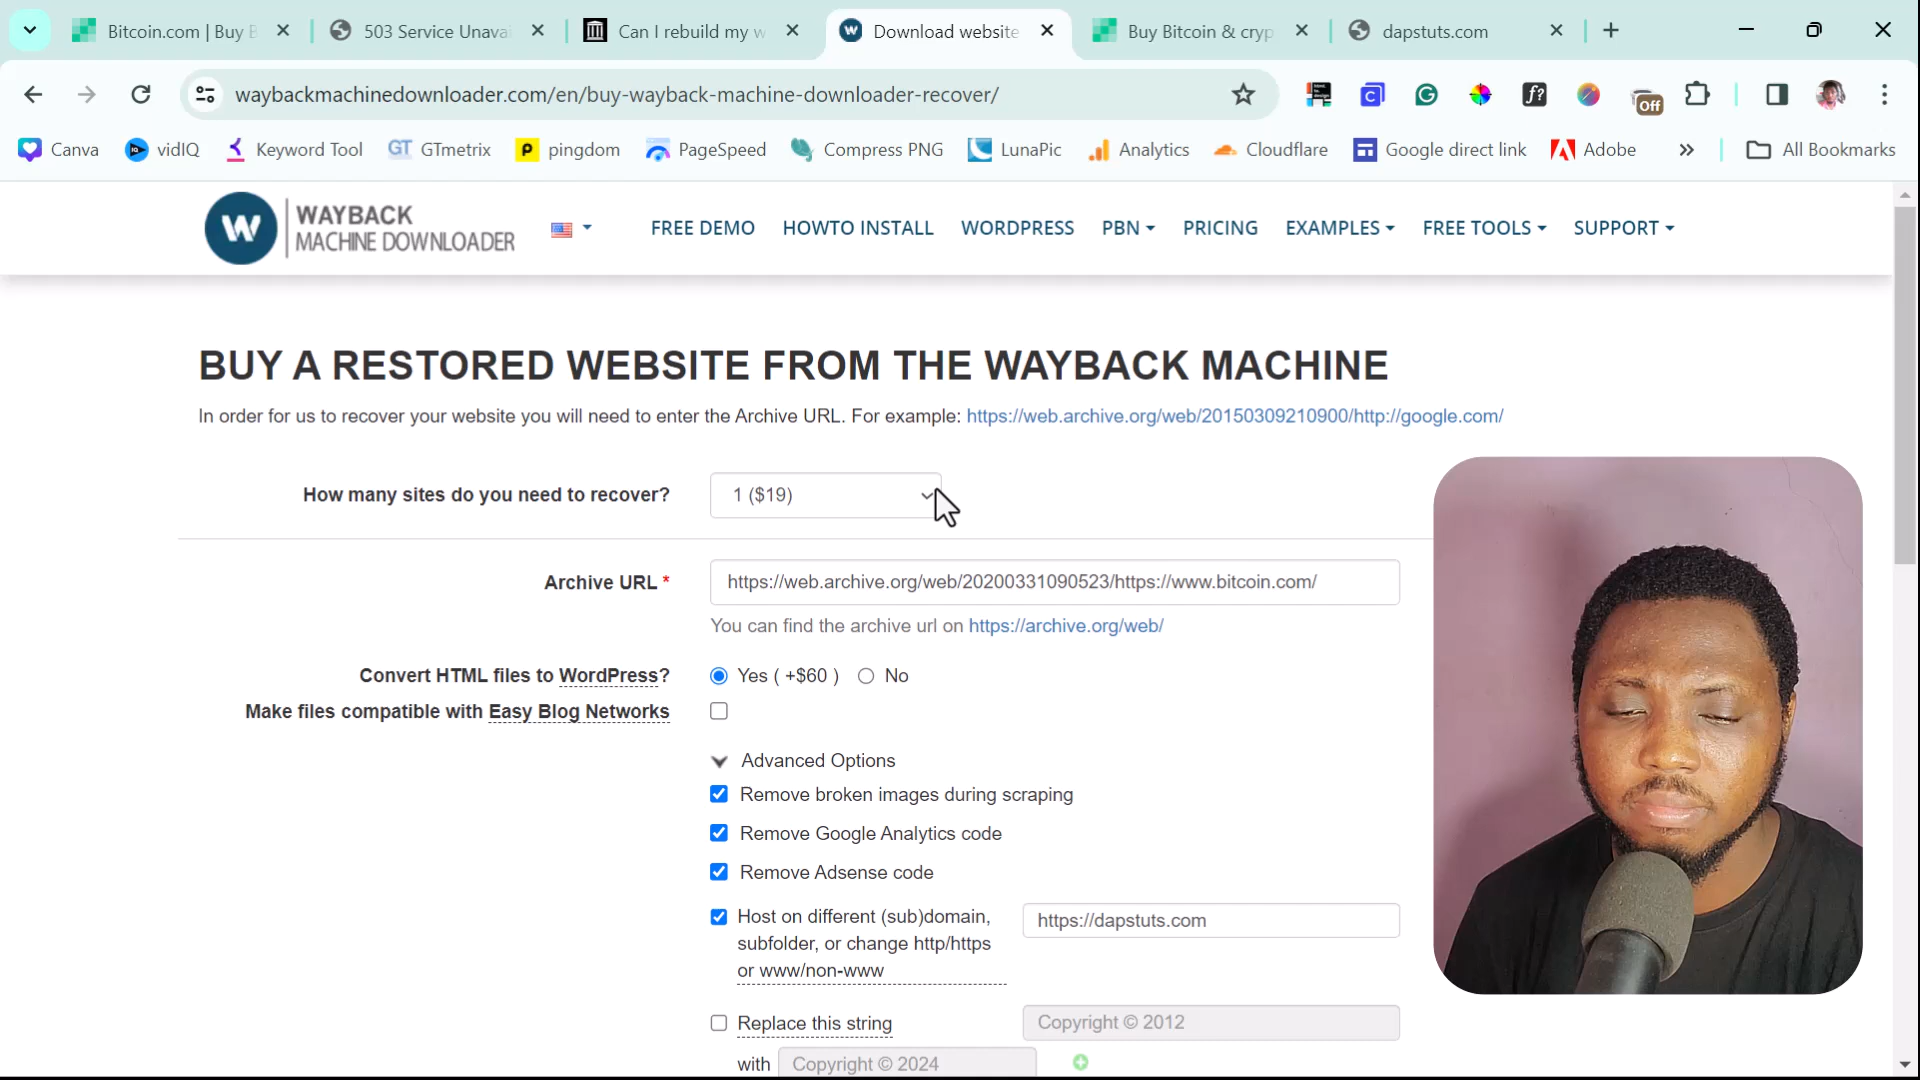 Bitcoin.com | Buy B
503 Service Unava
Can I rebuild my w
Download website
Buy Bitcoin & cryp
dapstuts.com
waybackmachinedownloader.com/en/buy-wayback-machine-downloader-recover/
Off
Canva
vidIQ
Keyword Tool
GTmetrix
pingdom
PageSpeed
Compress PNG
LunaPic
Analytics
Cloudflare
Google direct link
Adobe
All Bookmarks
W
WAYBACK
MACHINE DOWNLOADER
FREE DEMO
HOWTO INSTALL
WORDPRESS
PBN
PRICING
EXAMPLES
FREE TOOLS
SUPPORT
BUY A RESTORED WEBSITE FROM THE WAYBACK MACHINE
In order for us to recover your website you will need to enter the Archive URL. For example: https://web.archive.org/web/20150309210900/http://google.com/
How many sites do you need to recover? 1 ($19)
Archive URL * https://web.archive.org/web/20200331090523/https://www.bitcoin.com/
You can find the archive url on https://archive.org/web/
Convert HTML files to WordPress? Yes ( +$60 ) No
Make files compatible with Easy Blog Networks
Advanced Options
Remove broken images during scraping
Remove Google Analytics code
Remove Adsense code
Host on different (sub)domain, https://dapstuts.com
subfolder, or change http/https
or www/non-www
Replace this string Copyright © 2012
with Copyright © 2024